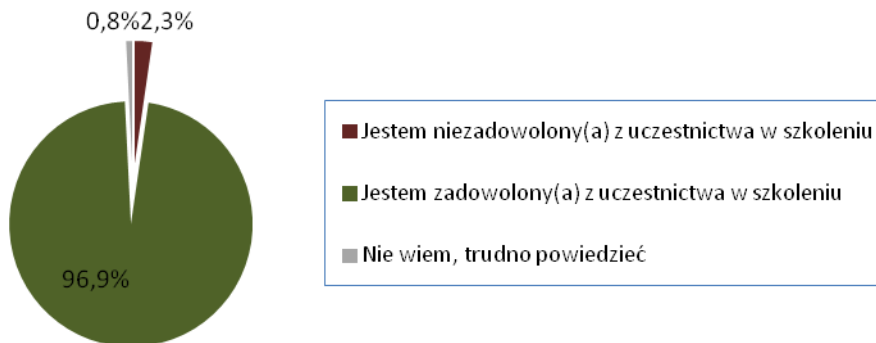 0,8% 2,3%
Jestem niezadowolony(a) z uczestnictwa w szkoleniu
Jestem zadowolony(a) z uczestnictwa w szkoleniu
Nie wiem, trudno powiedzieć
96,9%